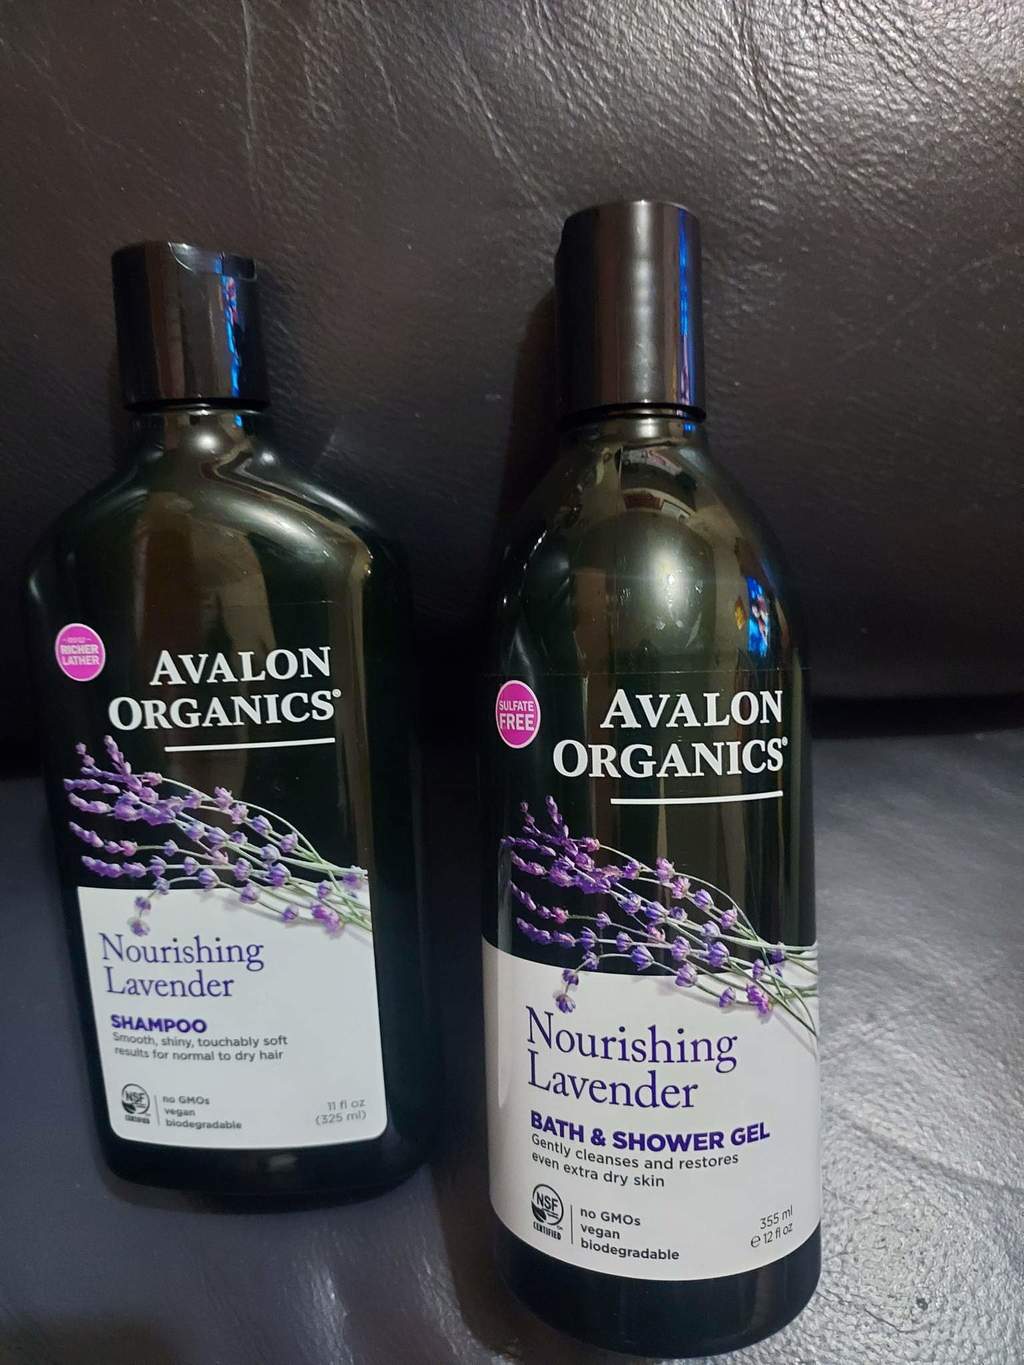 RICHER
LATHER
AVALON
ORGANICS®
Nourishing
Lavender
SHAMPOO
Smooth, shiny, touchably soft
results for normal to dry hair
NSF
CERTIFIED
no GMOs
vegan
biodegradable
11 fl oz
(325 ml)
SULFATE
FREE
AVALON
ORGANICS®
Nourishing
Lavender
BATH & SHOWER GEL
Gently cleanses and restores
even extra dry skin
NSF
CERTIFIED
no GMOs
vegan
biodegradable
355 ml
℮ 12 fl oz